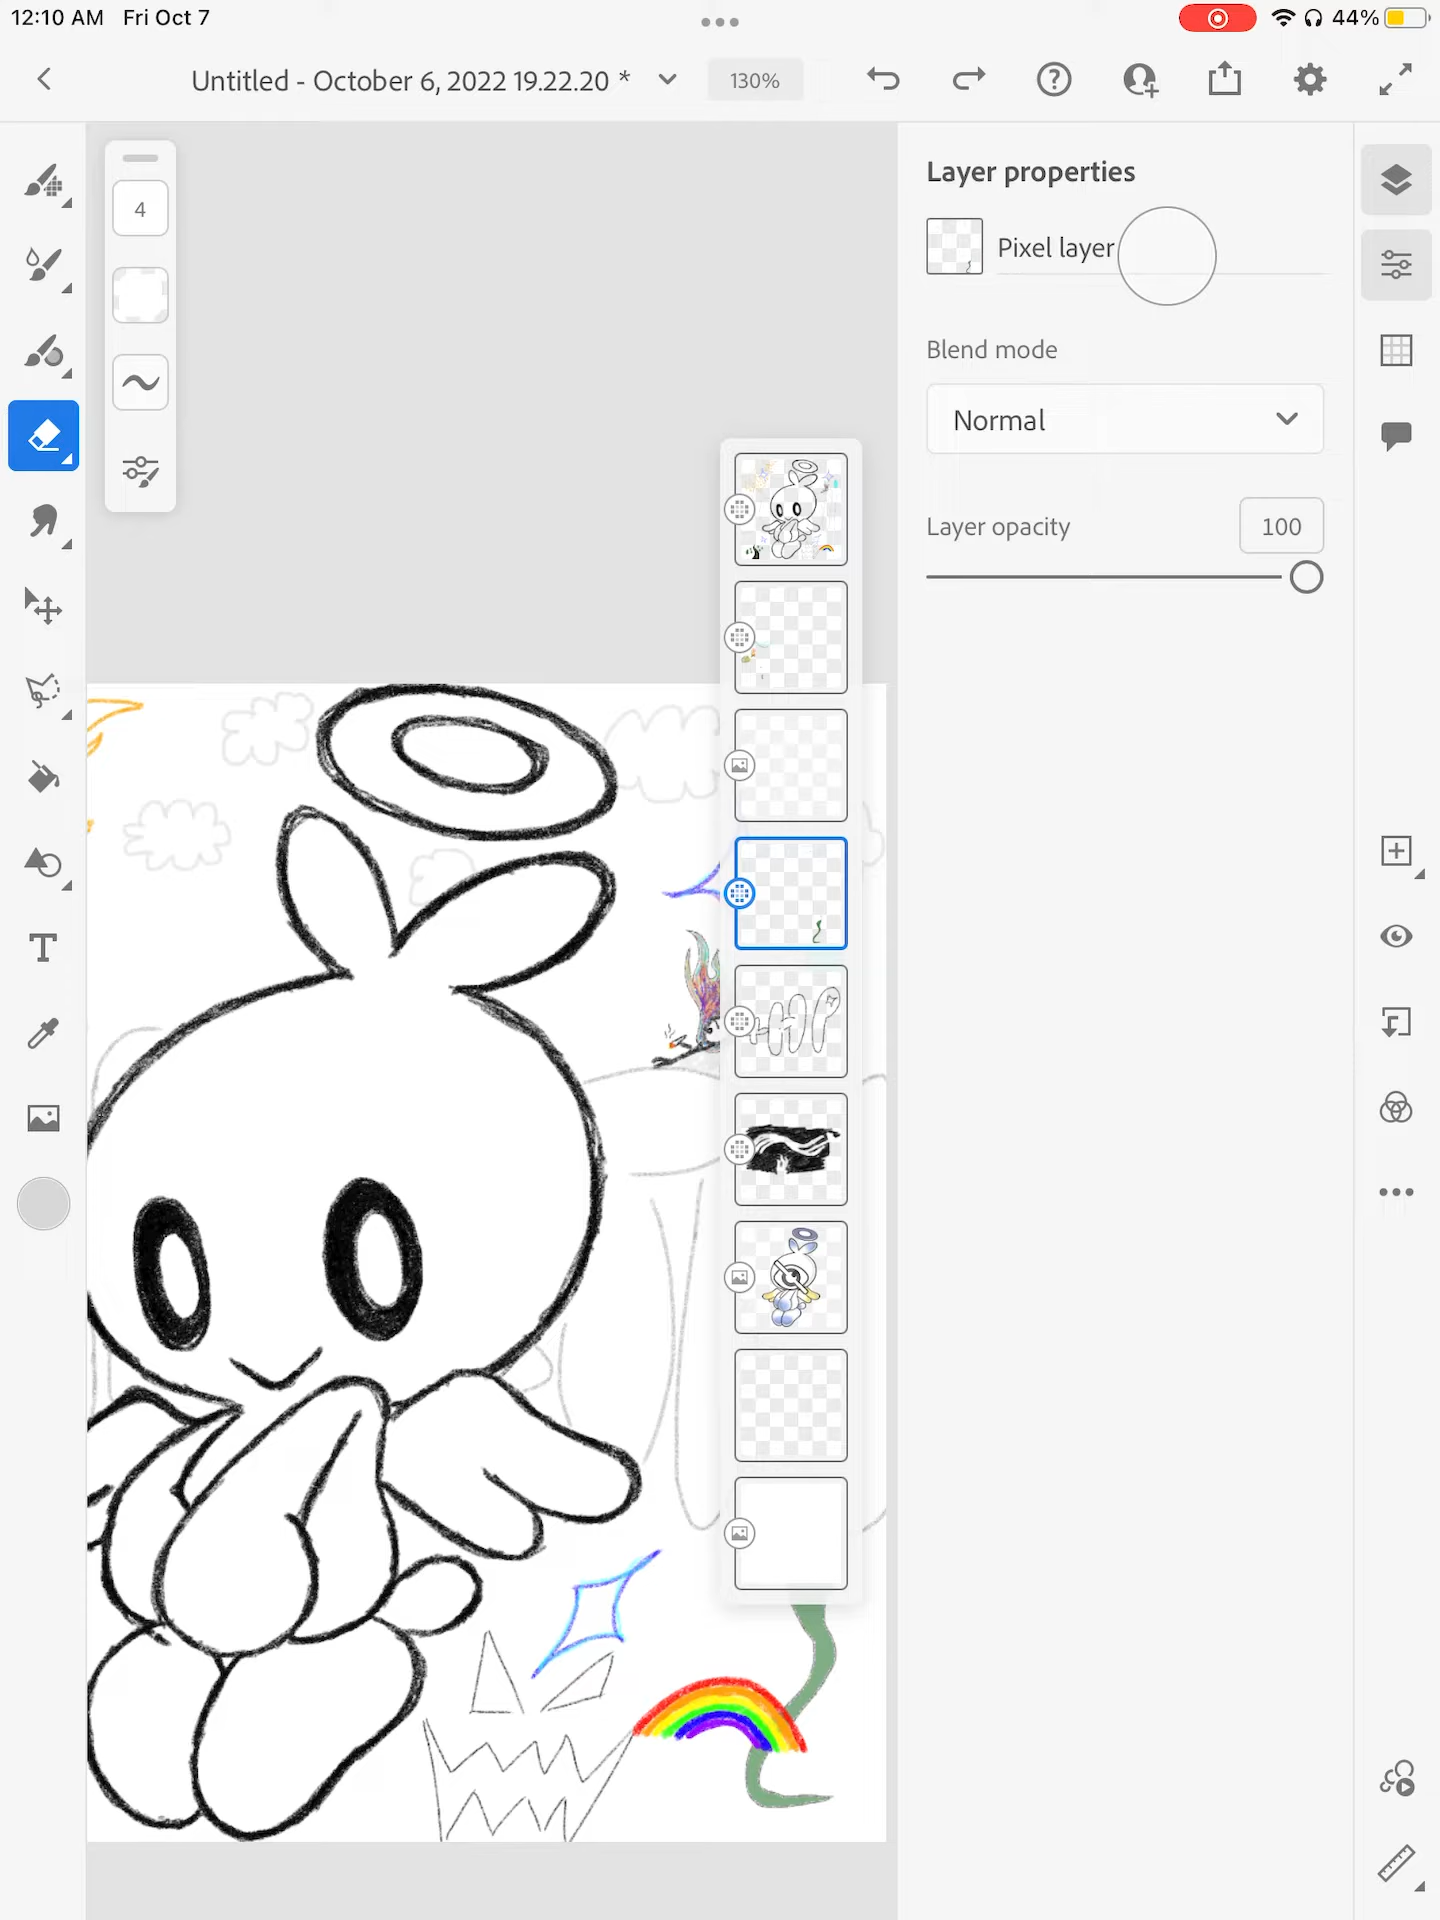 12:10 AM Fri Oct 7
44%
Untitled - October 6, 2022 19.22.20 *
130%
4
Layer properties
Pixel layer
Blend mode
Normal
Layer opacity
100
T